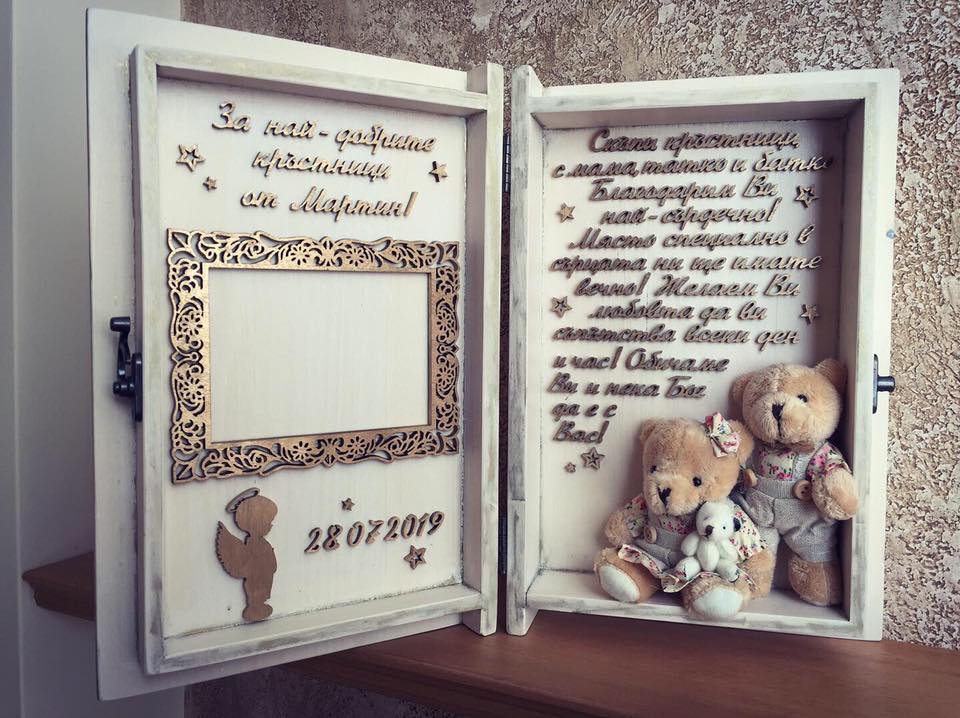 За най-добрите
кръстници
от Мартин!
28.07.2019
Скъпи кръстници,
с мама, татко и батко
Благодарим Ви
най-сърдечно!
Място специално в
сърцата ни ще имате
вечно! Желаем Ви
любовта да ви
съпътства всеки ден
и час! Обичаме
Ви и нека Бог
да е с
Вас!